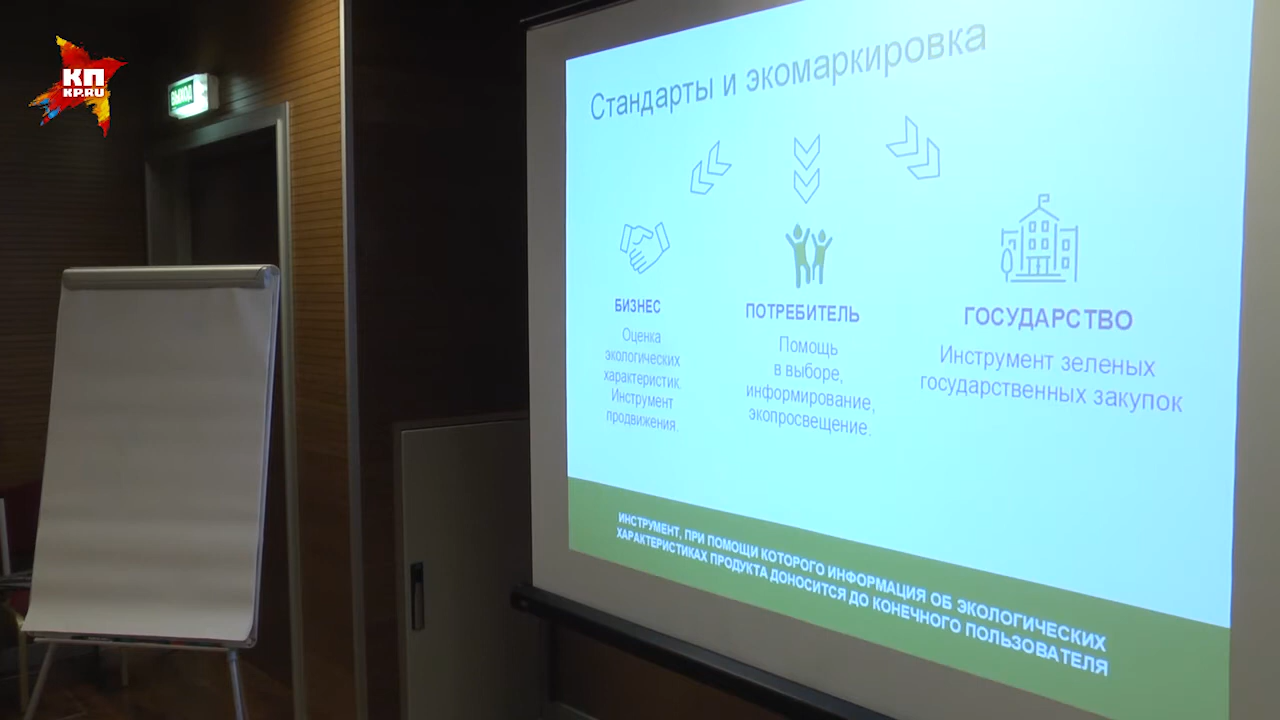 КП
KP.RU
ВЫХОД
Стандарты и экомаркировка
БИЗНЕС
Оценка
экологических
характеристик.
Инструмент
продвижения.
ПОТРЕБИТЕЛЬ
Помощь
в выборе,
информирование,
экопросвещение.
ГОСУДАРСТВО
Инструмент зеленых
государственных закупок
ИНСТРУМЕНТ, ПРИ ПОМОЩИ КОТОРОГО ИНФОРМАЦИЯ ОБ ЭКОЛОГИЧЕСКИХ
ХАРАКТЕРИСТИКАХ ПРОДУКТА ДОНОСИТСЯ ДО КОНЕЧНОГО ПОЛЬЗОВАТЕЛЯ